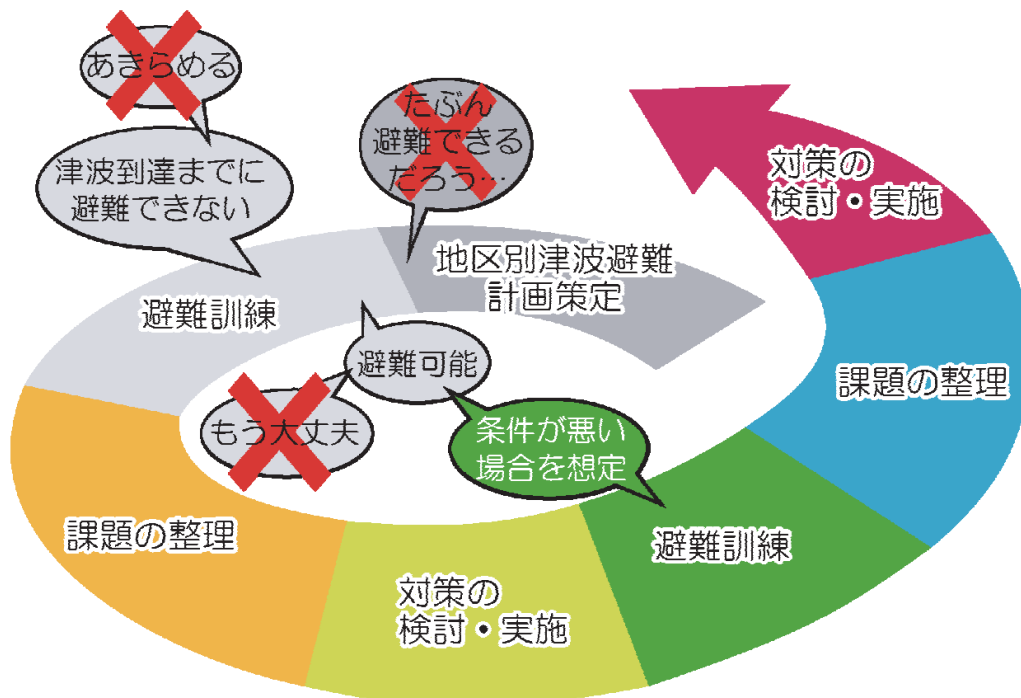 あきらめる
津波到達までに
避難できない
たぶん
避難できる
だろう…
地区別津波避難
計画策定
避難訓練
避難可能
もう大丈夫
条件が悪い
場合を想定
課題の整理
対策の
検討・実施
避難訓練
課題の整理
対策の
検討・実施